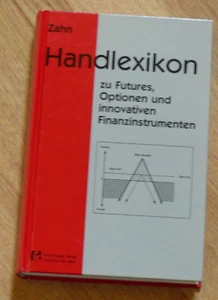 Zahn
Handlexikon
zu Futures,
Optionen und
innovativen
Finanzinstrumenten